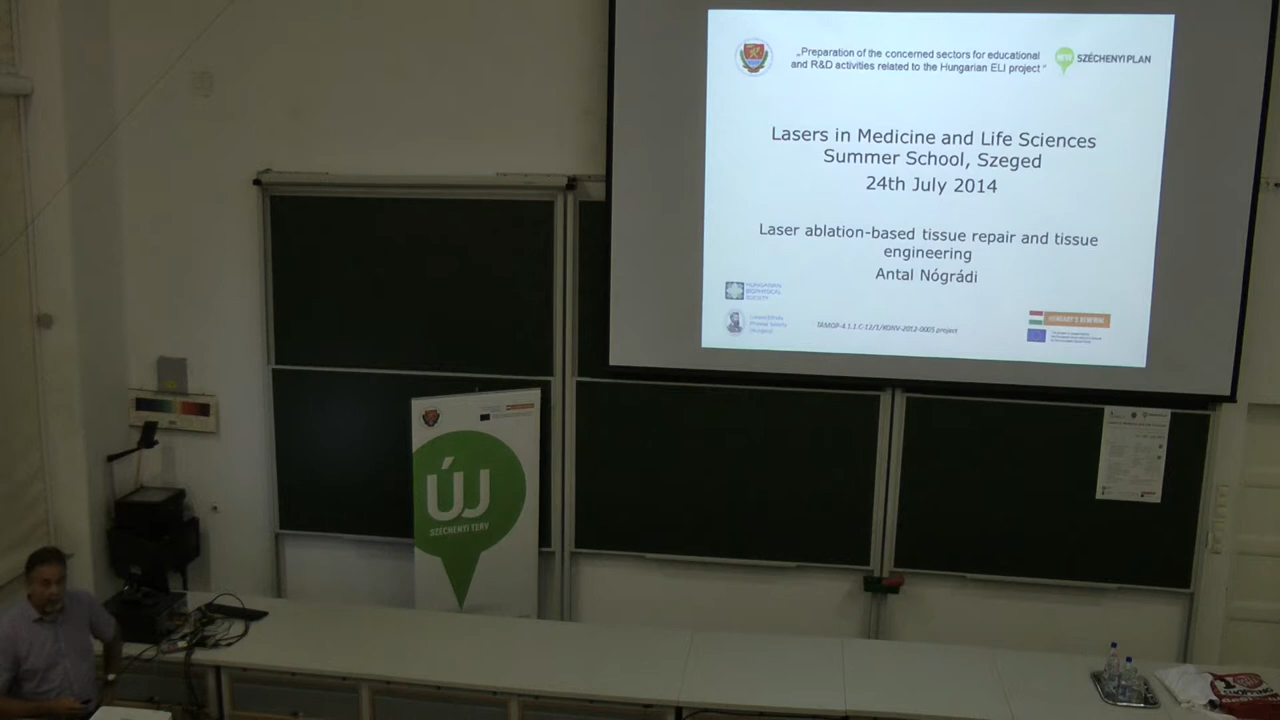 „Preparation of the concerned sectors for educational
and R&D activities related to the Hungarian ELI project "
SZÉCHENYI PLAN
Lasers in Medicine and Life Sciences
Summer School, Szeged
24th July 2014
Laser ablation-based tissue repair and tissue
engineering
Antal Nógrádi
HUNGARIAN
BIOPHYSICAL
SOCIETY
TÁMOP-4.1.1.C-12/1/KONV-2012-0005 project
HUNGARY'S RENEWAL
ÚJ
SZÉCHENYI TERV